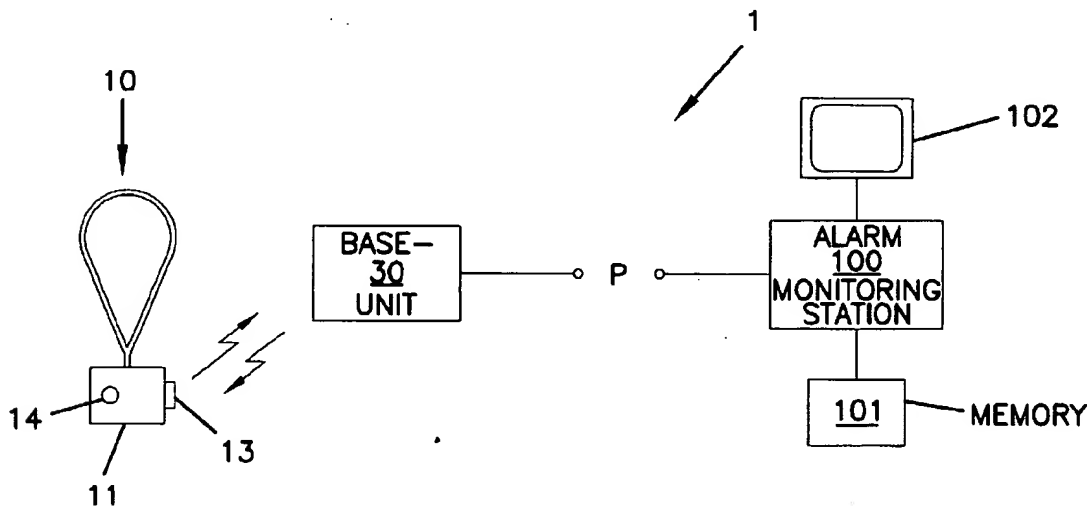 1
10
102
BASE-
30
UNIT
P
ALARM
100
MONITORING
STATION
14
13
11
101
MEMORY